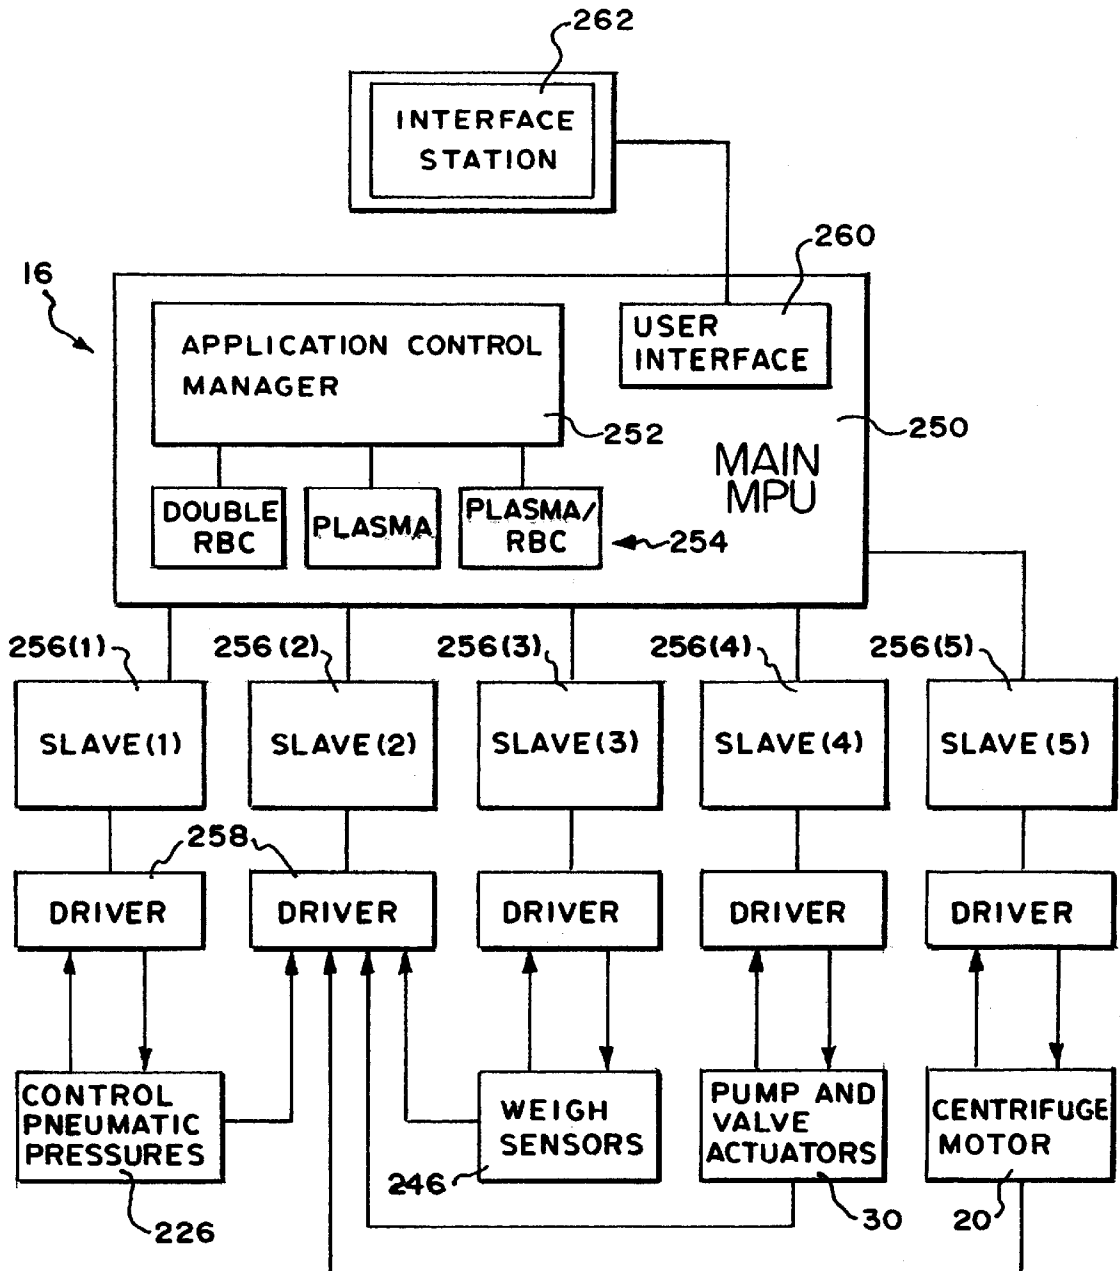 262
INTERFACE
STATION
260
16
APPLICATION CONTROL
MANAGER
USER
INTERFACE
252
250
MAIN
MPU
DOUBLE
RBC
PLASMA
PLASMA/
RBC
254
256(1)
256(2)
256(3)
256(4)
256(5)
SLAVE(1)
SLAVE(2)
SLAVE(3)
SLAVE(4)
SLAVE(5)
258
DRIVER
DRIVER
DRIVER
DRIVER
DRIVER
CONTROL
PNEUMATIC
PRESSURES
WEIGH
SENSORS
PUMP AND
VALVE
ACTUATORS
CENTRIFUGE
MOTOR
226
246
30
20